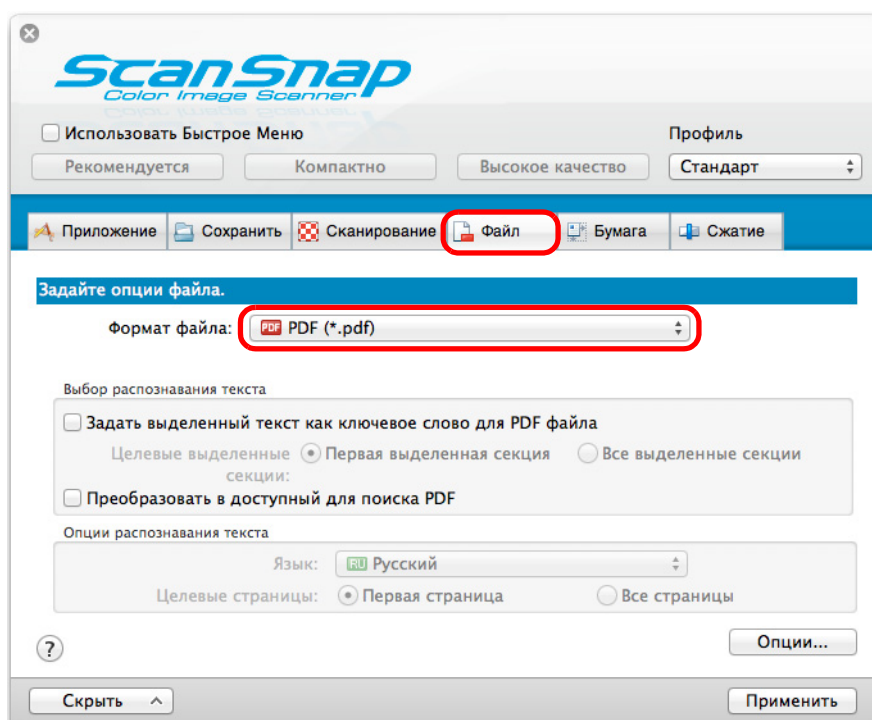 ScanSnap
Color Image Scanner
Использовать Быстрое Меню
Профиль
Рекомендуется Компактно Высокое качество Стандарт
Приложение Сохранить Сканирование Файл Бумага Сжатие
Задайте опции файла.
Формат файла: PDF PDF (*.pdf)
Выбор распознавания текста
Задать выделенный текст как ключевое слово для PDF файла
Целевые выделенные секции: Первая выделенная секция Все выделенные секции
Преобразовать в доступный для поиска PDF
Опции распознавания текста
Язык: RU Русский
Целевые страницы: Первая страница Все страницы
? Опции...
Скрыть Применить